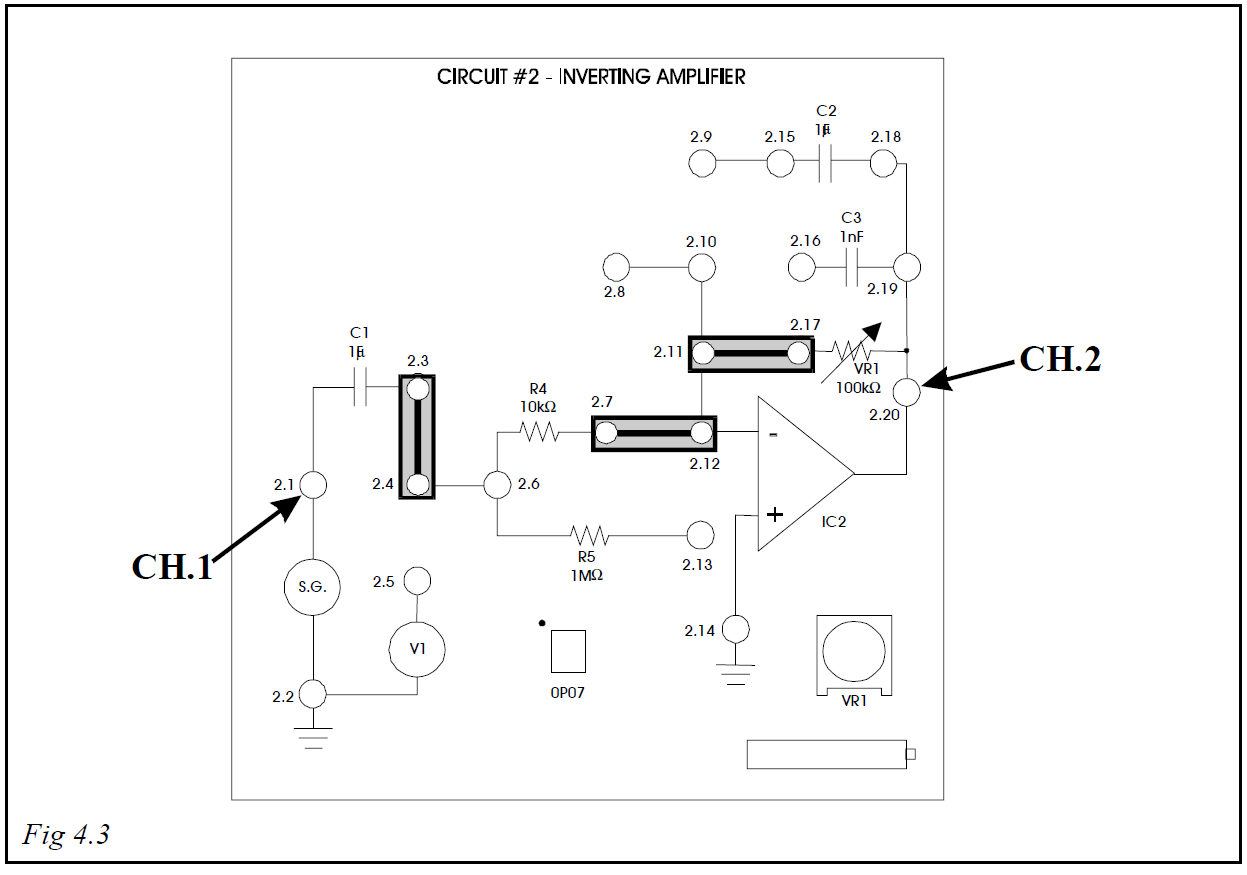 CIRCUIT #2 - INVERTING AMPLIFIER
C2
1µF
2.9
2.15
2.18
C3
1nF
2.10
2.16
2.8
2.19
C1
1µ
2.3
2.11
2.17
VR1
100kΩ
CH.2
R4
10kΩ
2.7
2.20
2.12
-
2.1
2.4
2.6
+
IC2
R5
1MΩ
2.13
CH.1
S.G.
2.5
2.14
V1
2.2
OP07
VR1
Fig 4.3